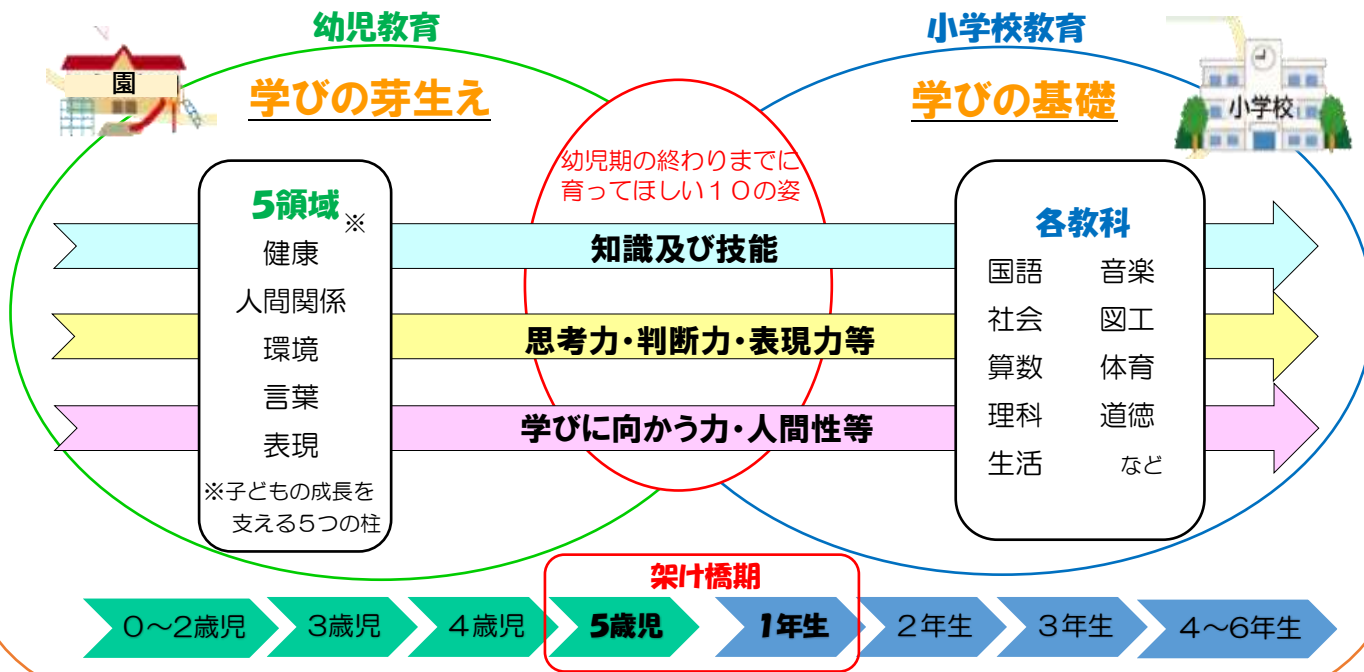 幼児教育
小学校教育
園
学びの芽生え
学びの基礎
小学校
幼児期の終わりまでに
育ってほしい１０の姿
5領域※
健康
人間関係
環境
言葉
表現
※子どもの成長を
支える５つの柱
知識及び技能
思考力・判断力・表現力等
学びに向かう力・人間性等
各教科
国語　音楽
社会　図工
算数　体育
理科　道徳
生活　など
架け橋期
０～２歳児　３歳児　４歳児　5歳児　1年生　２年生　３年生　４～６年生